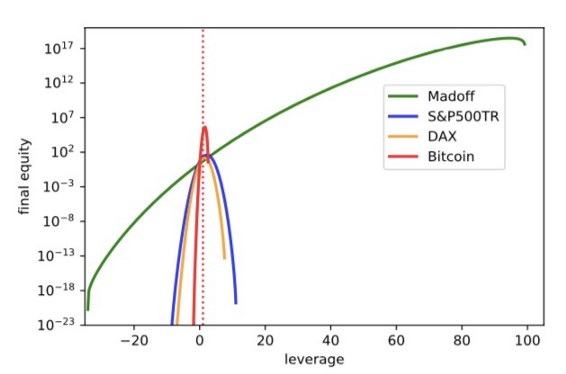 10^17
10^12
10^7
10^2
10^−3
10^−8
10^−13
10^−18
10^−23
final equity
Madoff
S&P500TR
DAX
Bitcoin
−20 0 20 40 60 80 100
leverage